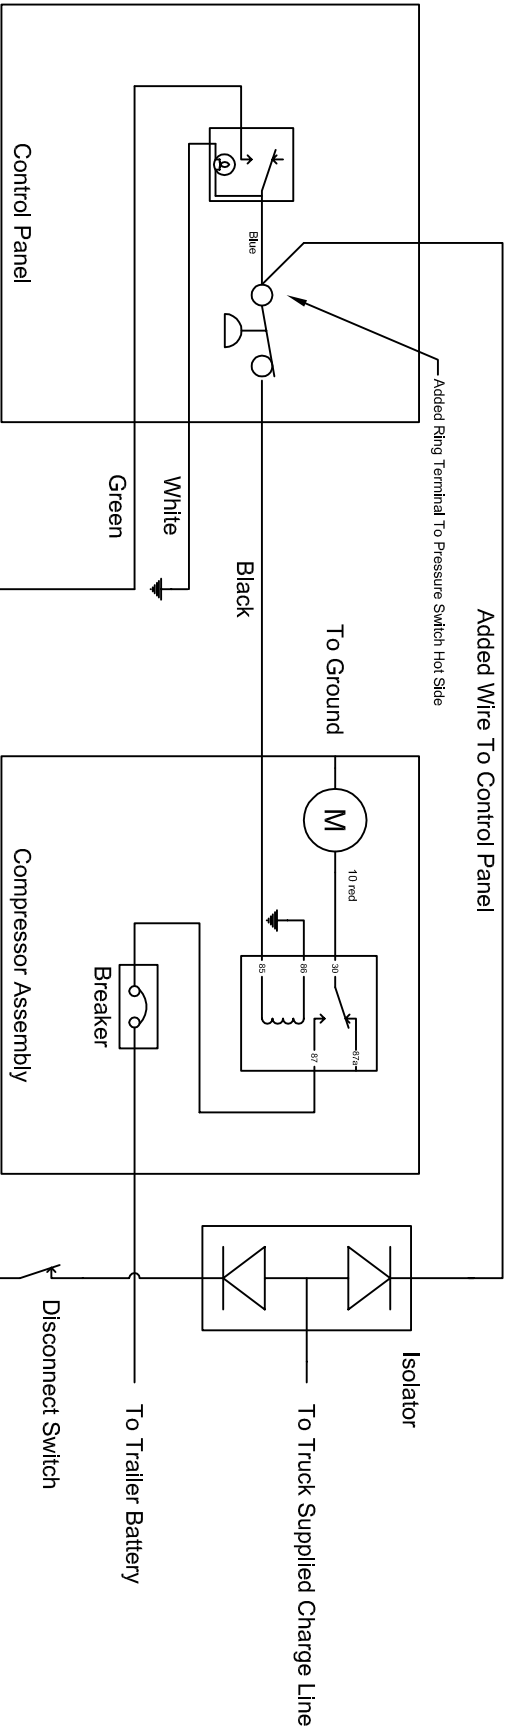 Added Wire To Control Panel
Added Ring Terminal To Pressure Switch Hot Side
Isolator
To Ground
M
10 red
30
87a
86
87
85
To Truck Supplied Charge Line
Blue
Black
White
Green
Breaker
To Trailer Battery
Control Panel
Compressor Assembly
Disconnect Switch